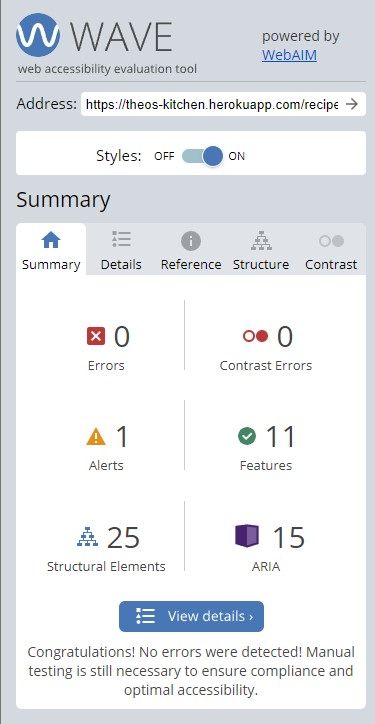 WAVE
powered by
WebAIM
web accessibility evaluation tool
Address: https://theos-kitchen.herokuapp.com/recipe
Styles: OFF ON
Summary
Summary Details Reference Structure Contrast
0 0
Errors Contrast Errors
1 11
Alerts Features
25 15
Structural Elements ARIA
View details ›
Congratulations! No errors were detected! Manual
testing is still necessary to ensure compliance and
optimal accessibility.